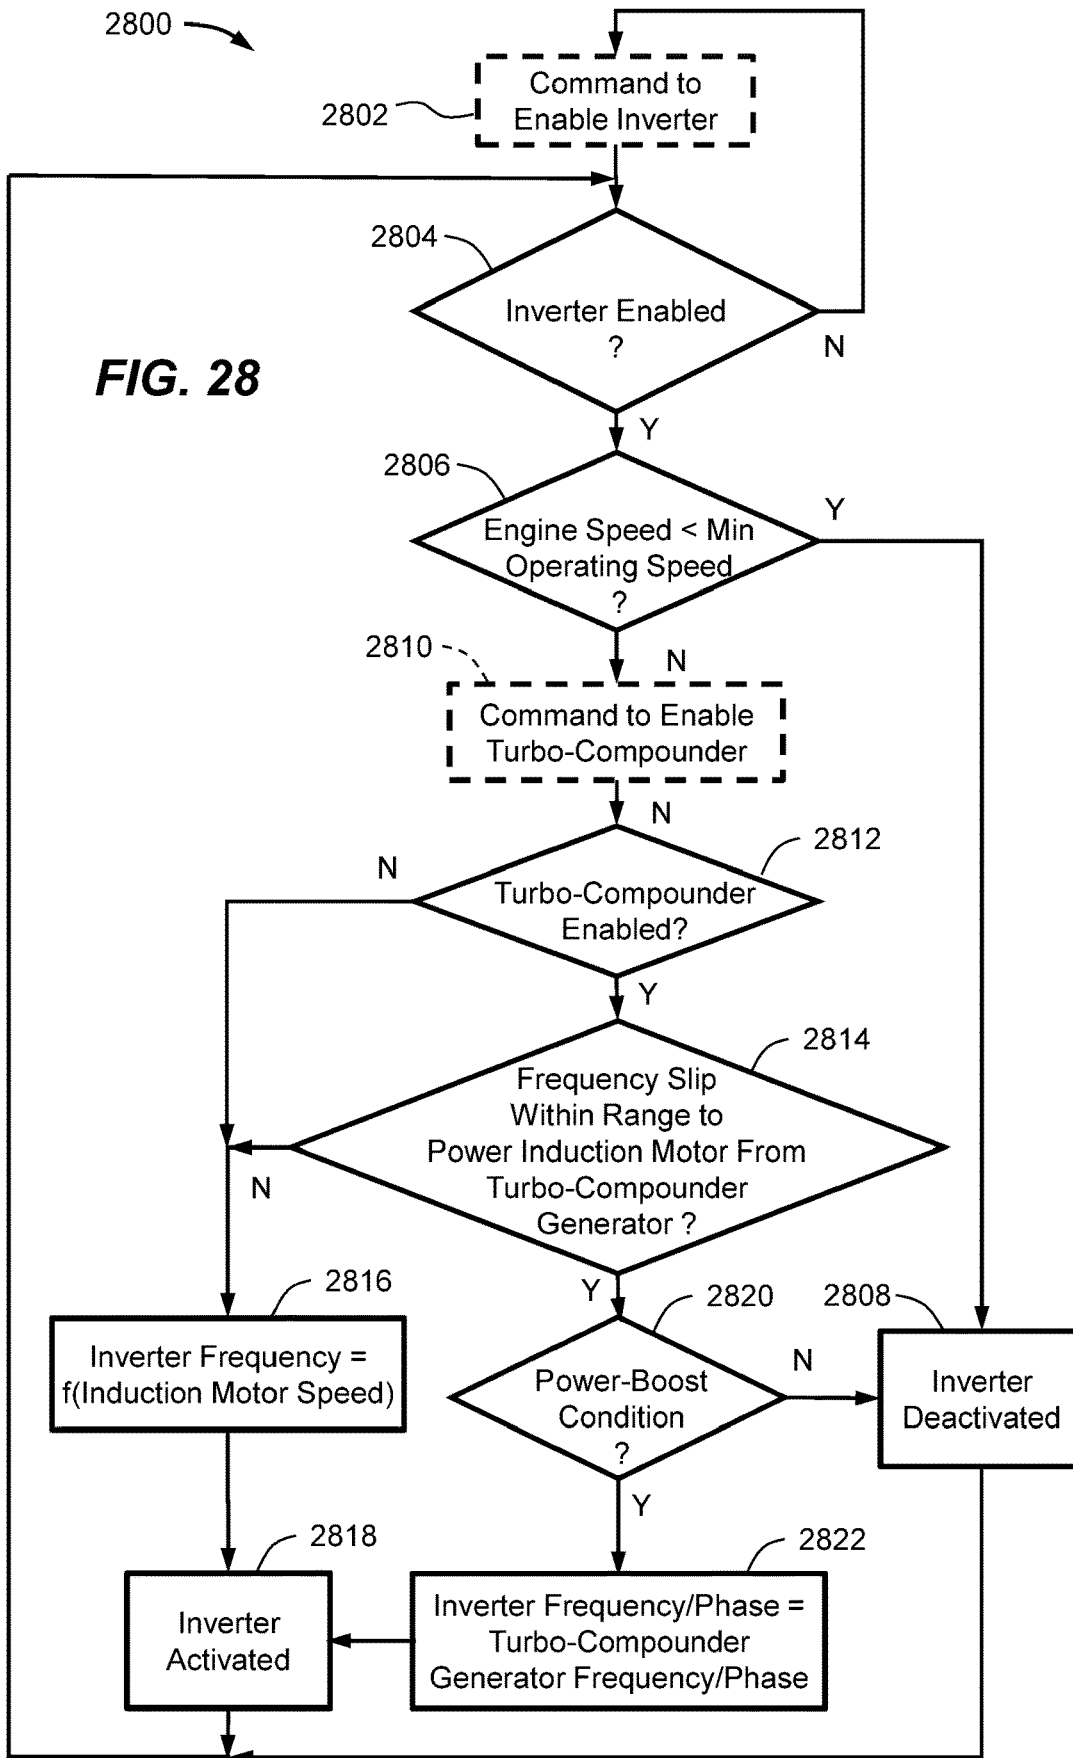 2800
Command to
Enable Inverter
2802
2804
Inverter Enabled
?
N
FIG. 28
Y
2806
Y
Engine Speed < Min
Operating Speed
?
2810
N
Command to Enable
Turbo-Compounder
N
2812
N
Turbo-Compounder
Enabled?
Y
2814
Frequency Slip
Within Range to
Power Induction Motor From
Turbo-Compounder
Generator ?
N
Y
2816
2820
2808
Inverter Frequency =
f(Induction Motor Speed)
Power-Boost
Condition
?
N
Inverter
Deactivated
Y
2818
2822
Inverter
Activated
Inverter Frequency/Phase =
Turbo-Compounder
Generator Frequency/Phase